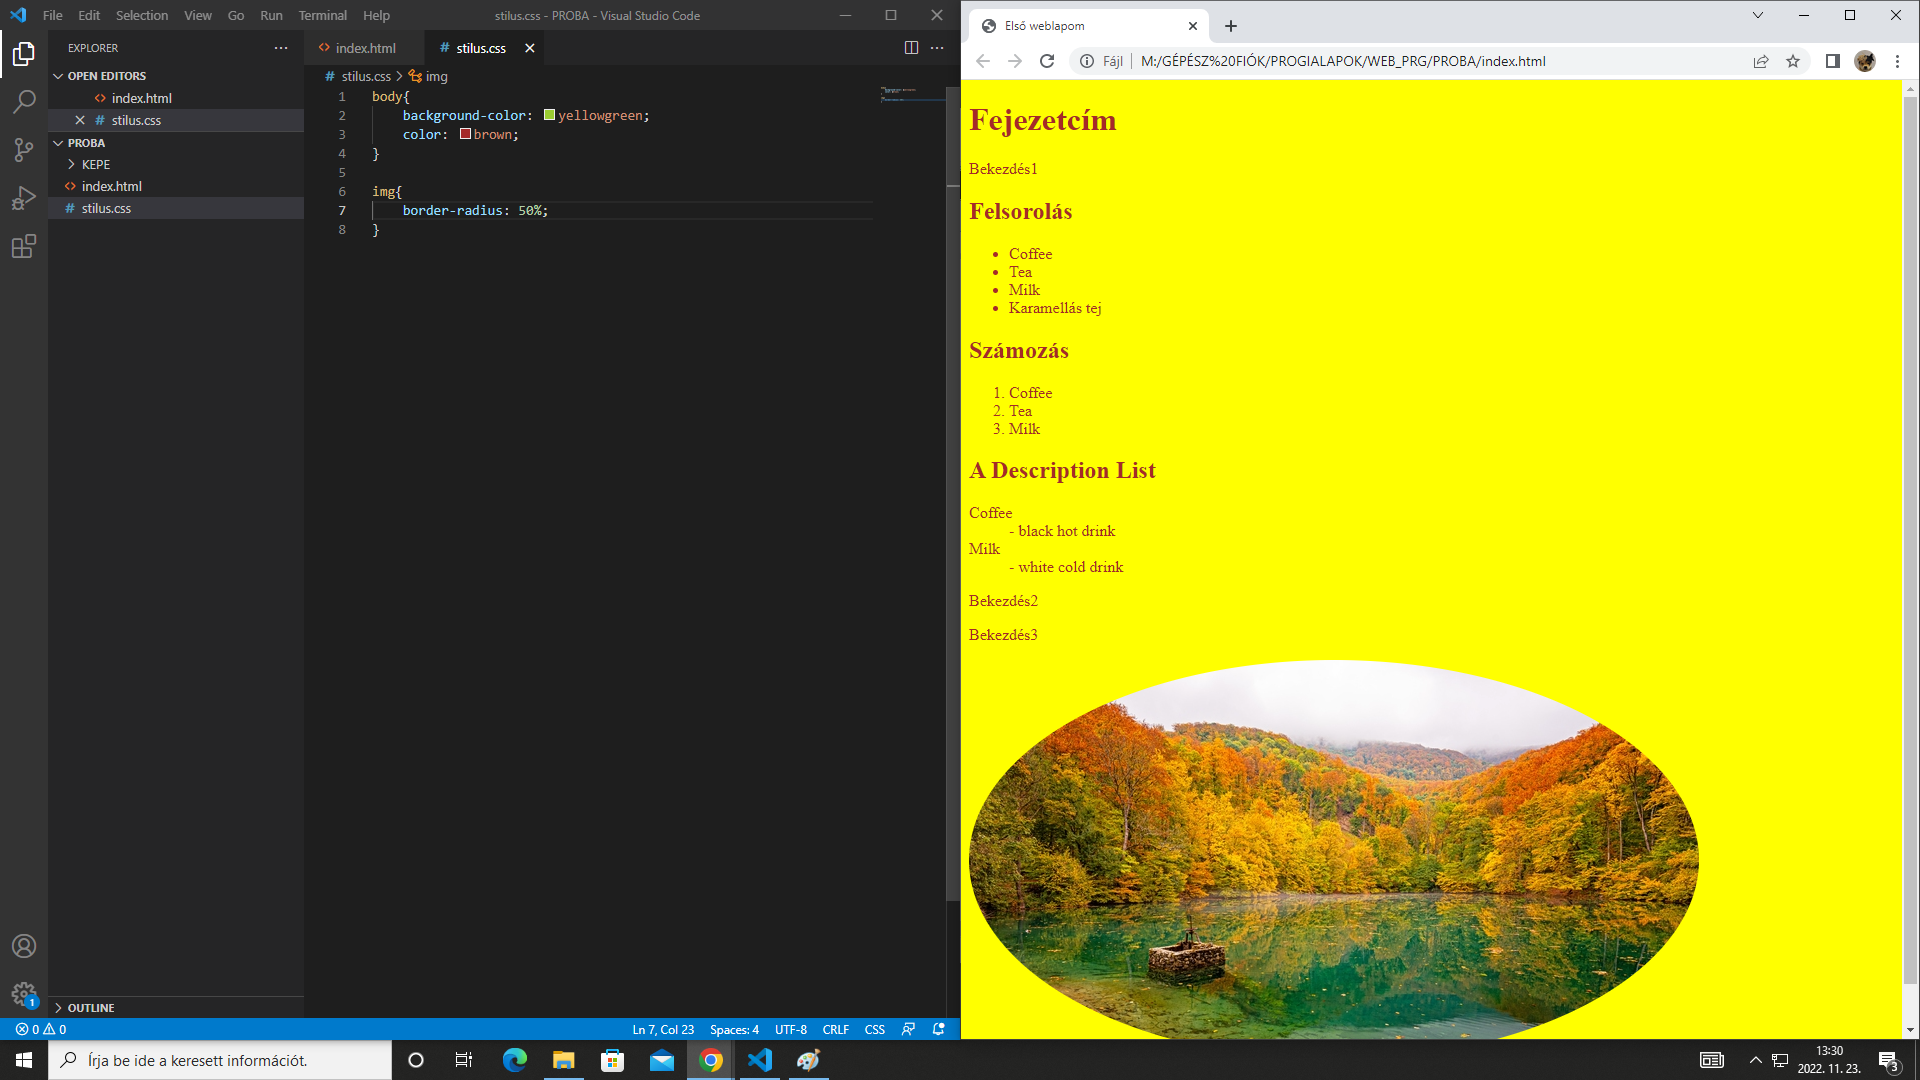 File Edit Selection View Go Run Terminal Help
stilus.css - PROBA - Visual Studio Code
EXPLORER
OPEN EDITORS
index.html
stilus.css
PROBA
KEPE
index.html
stilus.css
OUTLINE
index.html
stilus.css
stilus.css > img
1 body{
2 background-color: yellowgreen;
3 color: brown;
4 }
5
6 img{
7 border-radius: 50%;
8 }
1
0 0
Ln 7, Col 23 Spaces: 4 UTF-8 CRLF CSS
Első weblapom
Fájl M:/GÉPÉSZ%20FIÓK/PROGIALAPOK/WEB_PRG/PROBA/index.html
Fejezetcím
Bekezdés1
Felsorolás
• Coffee
• Tea
• Milk
• Karamellás tej
Számozás
1. Coffee
2. Tea
3. Milk
A Description List
Coffee
- black hot drink
Milk
- white cold drink
Bekezdés2
Bekezdés3
Írja be ide a keresett információt.
13:30
2022. 11. 23.
3